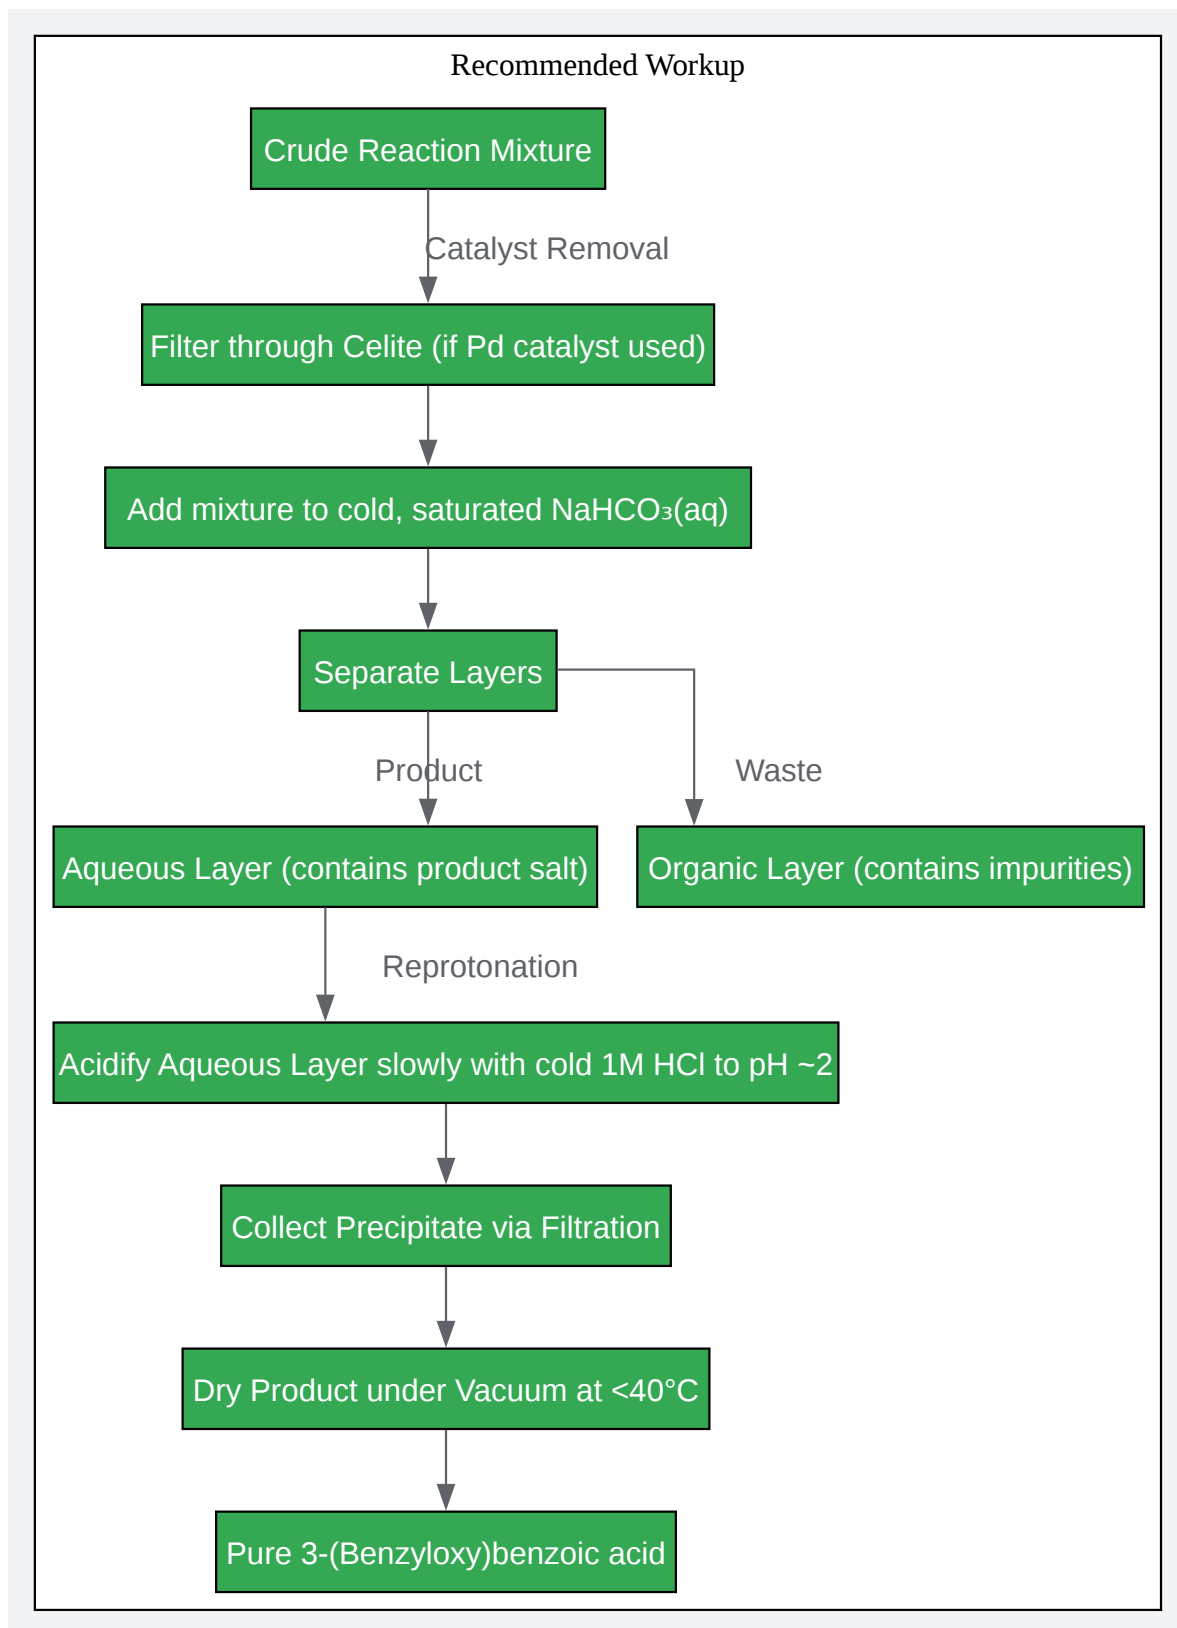 Recommended Workup
Crude Reaction Mixture
Catalyst Removal
Filter through Celite (if Pd catalyst used)
Add mixture to cold, saturated NaHCO₃(aq)
Separate Layers
Product
Waste
Aqueous Layer (contains product salt)
Organic Layer (contains impurities)
Reprotonation
Acidify Aqueous Layer slowly with cold 1M HCl to pH ~2
Collect Precipitate via Filtration
Dry Product under Vacuum at <40°C
Pure 3-(Benzyloxy)benzoic acid